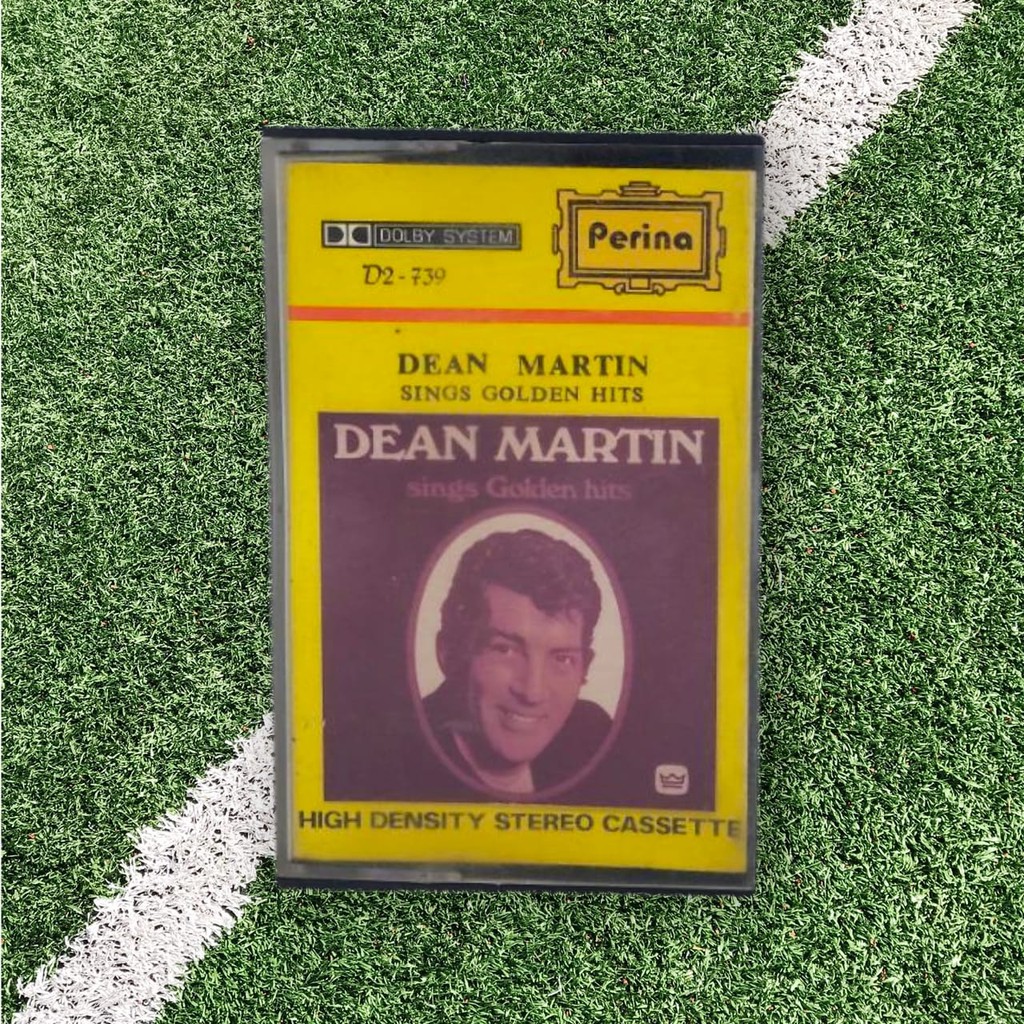 DOLBY SYSTEM
Perina
D2-739
DEAN MARTIN
SINGS GOLDEN HITS
DEAN MARTIN
sings Golden hits
HIGH DENSITY STEREO CASSETTE